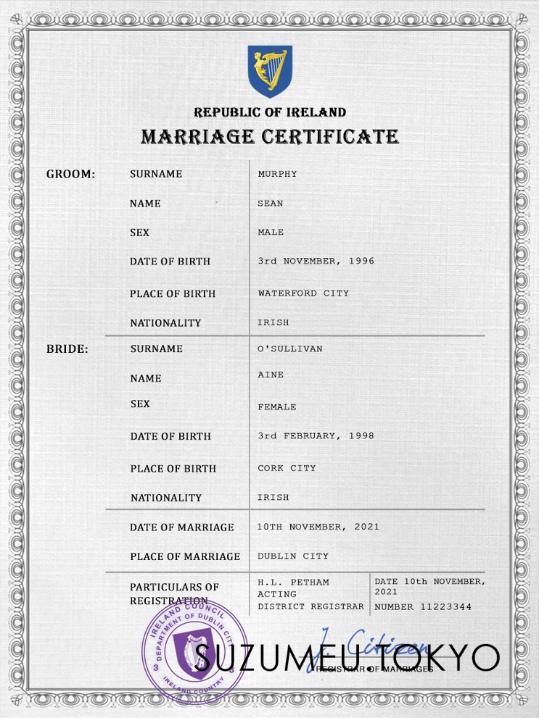 REPUBLIC OF IRELAND
MARRIAGE CERTIFICATE
GROOM: SURNAME MURPHY
NAME SEAN
SEX MALE
DATE OF BIRTH 3rd NOVEMBER, 1996
PLACE OF BIRTH WATERFORD CITY
NATIONALITY IRISH
BRIDE: SURNAME O'SULLIVAN
NAME AINE
SEX FEMALE
DATE OF BIRTH 3rd FEBRUARY, 1998
PLACE OF BIRTH CORK CITY
NATIONALITY IRISH
DATE OF MARRIAGE 10TH NOVEMBER, 2021
PLACE OF MARRIAGE DUBLIN CITY
PARTICULARS OF
REGISTRATION
H.L. PETHAM
ACTING
DISTRICT REGISTRAR
DATE 10th NOVEMBER,
2021
NUMBER 11223344
IRELAND COUNCIL
DEPARTMENT OF DUBLIN CITY
IRELAND COUNTRY
J. Citizen
SUZUMEJI TOKYO
REGISTRAR OF MARRIAGES